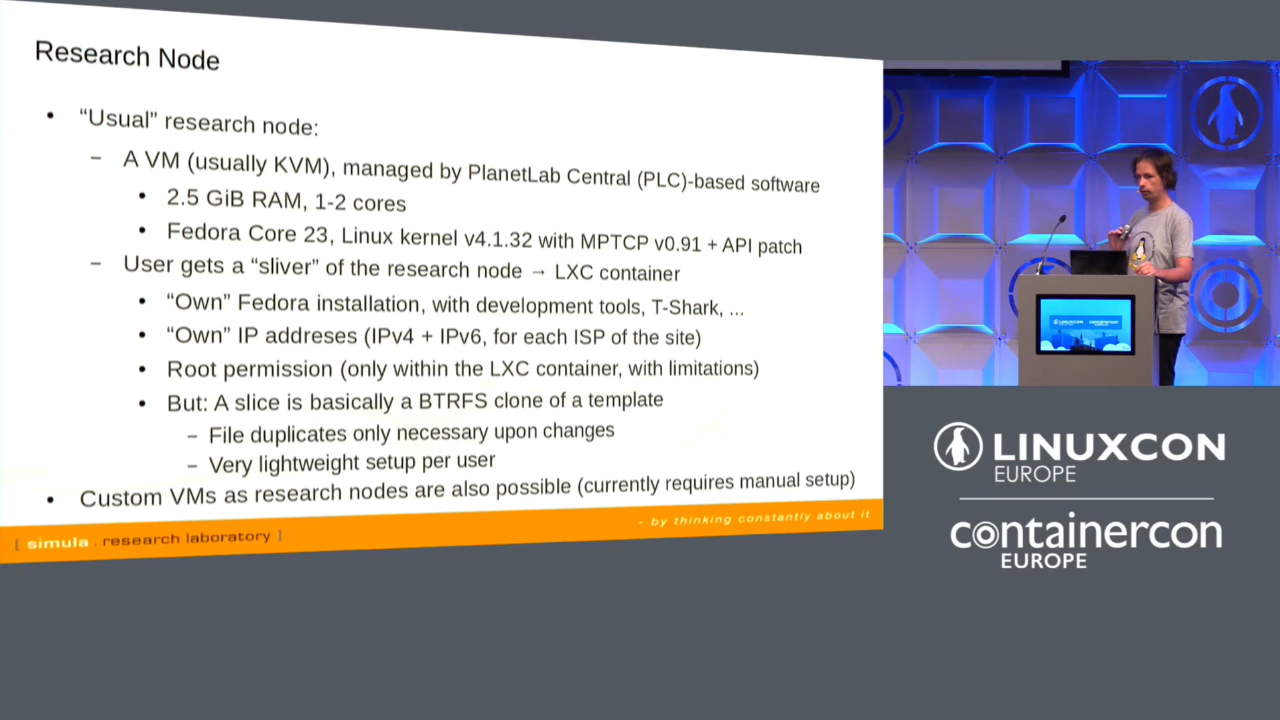 Research Node
• “Usual” research node:
– A VM (usually KVM), managed by PlanetLab Central (PLC)-based software
• 2.5 GiB RAM, 1-2 cores
• Fedora Core 23, Linux kernel v4.1.32 with MPTCP v0.91 + API patch
– User gets a “sliver” of the research node → LXC container
• “Own” Fedora installation, with development tools, T-Shark, ...
• “Own” IP addreses (IPv4 + IPv6, for each ISP of the site)
• Root permission (only within the LXC container, with limitations)
• But: A slice is basically a BTRFS clone of a template
– File duplicates only necessary upon changes
– Very lightweight setup per user
• Custom VMs as research nodes are also possible (currently requires manual setup)
[ simula . research laboratory ]
- by thinking constantly about it
LINUXCON
EUROPE
containercon
EUROPE
LINUXCON containercon